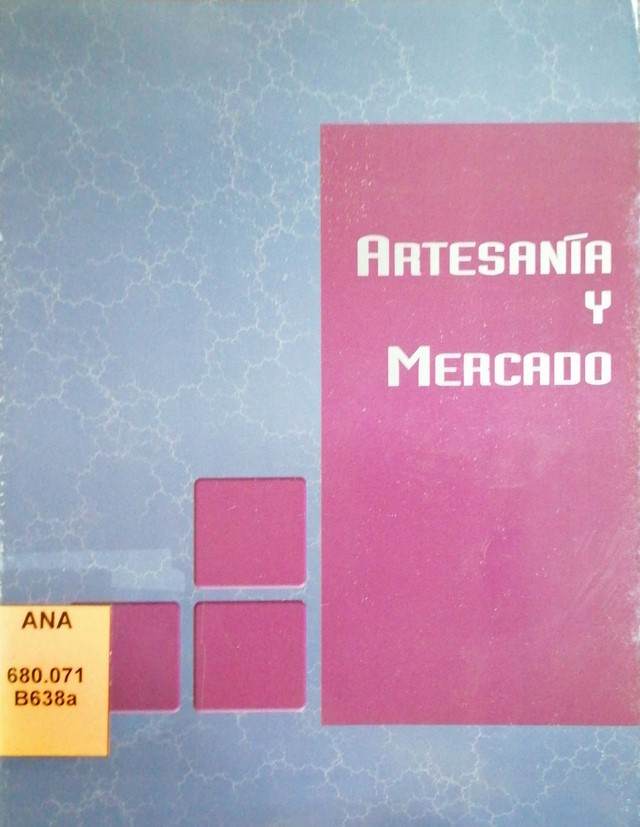 ARTESANÍA
Y
MERCADO
ANA
680.071
B638a